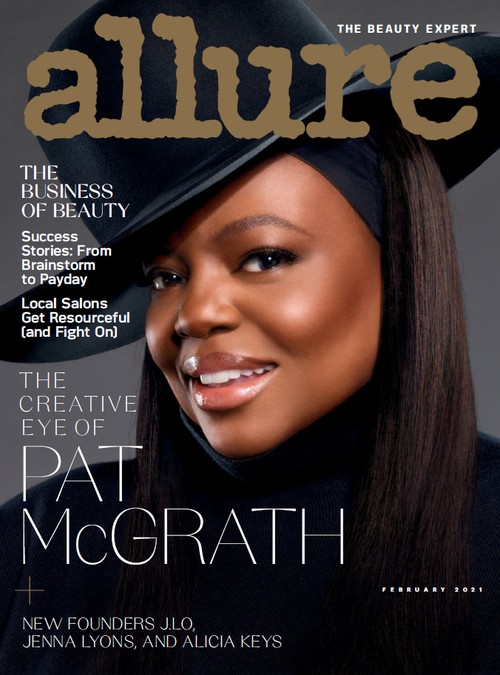 THE BEAUTY EXPERT
allure
THE
BUSINESS
OF BEAUTY
Success
Stories: From
Brainstorm
to Payday
Local Salons
Get Resourceful
(and Fight On)
THE
CREATIVE
EYE OF
PAT
McGRATH
FEBRUARY 2021
NEW FOUNDERS J.LO,
JENNA LYONS, AND ALICIA KEYS